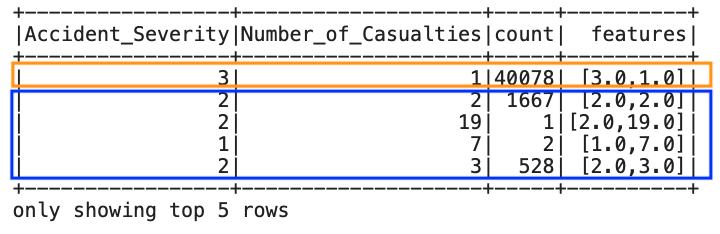 +-----------------+--------------------+-----+----------+
|Accident_Severity|Number_of_Casualties|count|  features|
+-----------------+--------------------+-----+----------+
|                3|                   1|40078| [3.0,1.0]|
|                2|                   2| 1667| [2.0,2.0]|
|                2|                  19|    1|[2.0,19.0]|
|                1|                   7|    2| [1.0,7.0]|
|                2|                   3|  528| [2.0,3.0]|
+-----------------+--------------------+-----+----------+
only showing top 5 rows